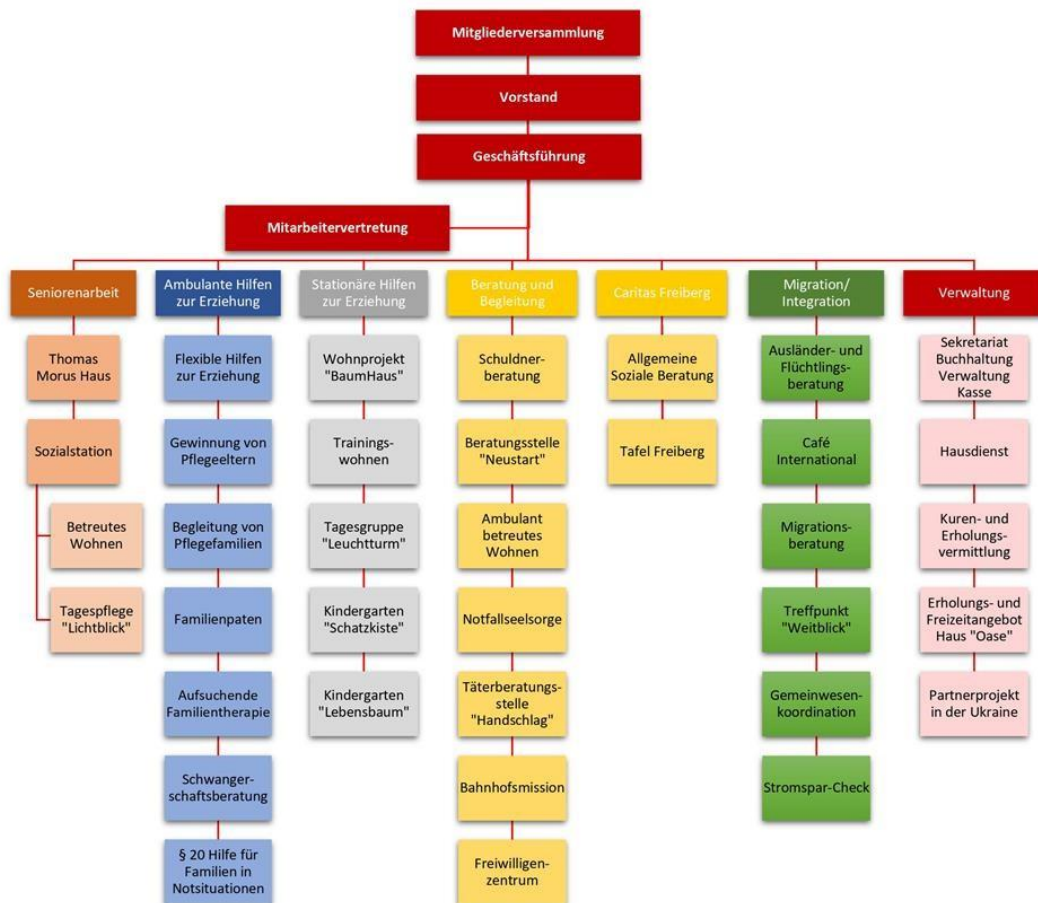 Mitgliederversammlung
Vorstand
Geschäftsführung
Mitarbeitervertretung
Seniorenarbeit
Thomas
Morus Haus
Sozialstation
Betreutes
Wohnen
Tagespflege
"Lichtblick"
Ambulante Hilfen
zur Erziehung
Flexible Hilfen
zur Erziehung
Gewinnung von
Pflegeeltern
Begleitung von
Pflegefamilien
Familienpaten
Aufsuchende
Familientherapie
Schwanger-
schaftsberatung
§ 20 Hilfe für
Familien in
Notsituationen
Stationäre Hilfen
zur Erziehung
Wohnprojekt
"BaumHaus"
Trainings-
wohnen
Tagesgruppe
"Leuchtturm"
Kindergarten
"Schatzkiste"
Kindergarten
"Lebensbaum"
Beratung und
Begleitung
Schuldner-
beratung
Beratungsstelle
"Neustart"
Ambulant
betreutes
Wohnen
Notfallseelsorge
Täterberatungs-
stelle
"Handschlag"
Bahnhofsmission
Freiwilligen-
zentrum
Caritas Freiberg
Allgemeine
Soziale Beratung
Tafel Freiberg
Migration/
Integration
Ausländer- und
Flüchtlings-
beratung
Café
International
Migrations-
beratung
Treffpunkt
"Weitblick"
Gemeinwesen-
koordination
Stromspar-Check
Verwaltung
Sekretariat
Buchhaltung
Verwaltung
Kasse
Hausdienst
Kuren- und
Erholungs-
vermittlung
Erholungs- und
Freizeitangebot
Haus "Oase"
Partnerprojekt
in der Ukraine